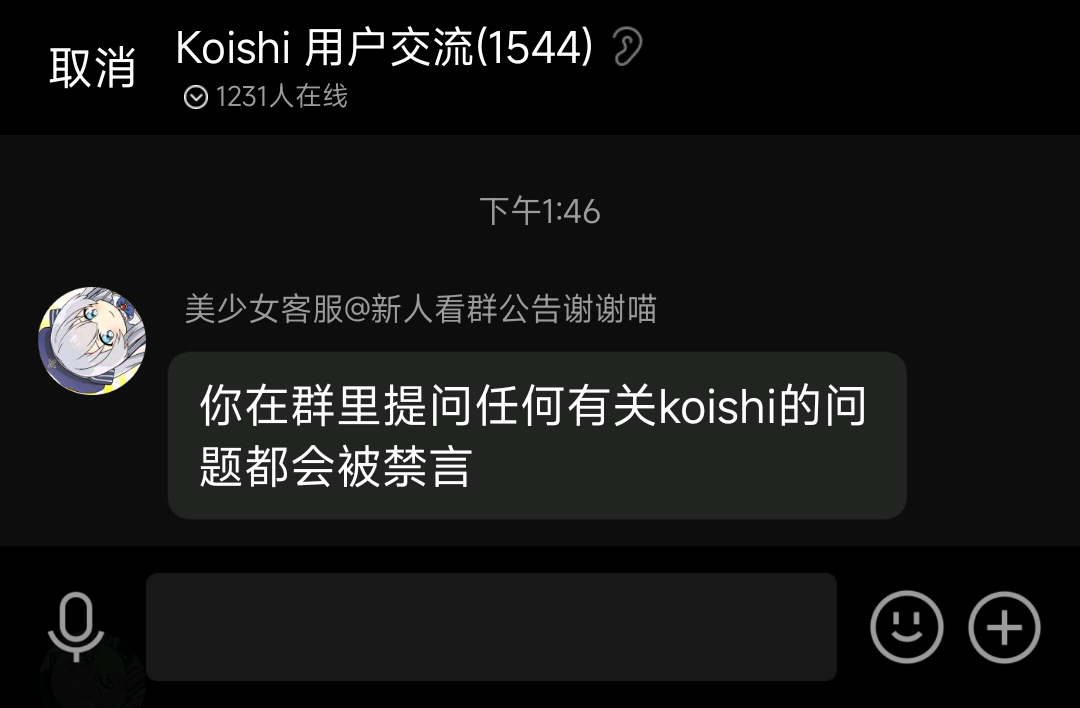 取消
Koishi 用户交流(1544)
1231人在线
下午1:46
美少女客服@新人看群公告谢谢喵
你在群里提问任何有关koishi的问
题都会被禁言